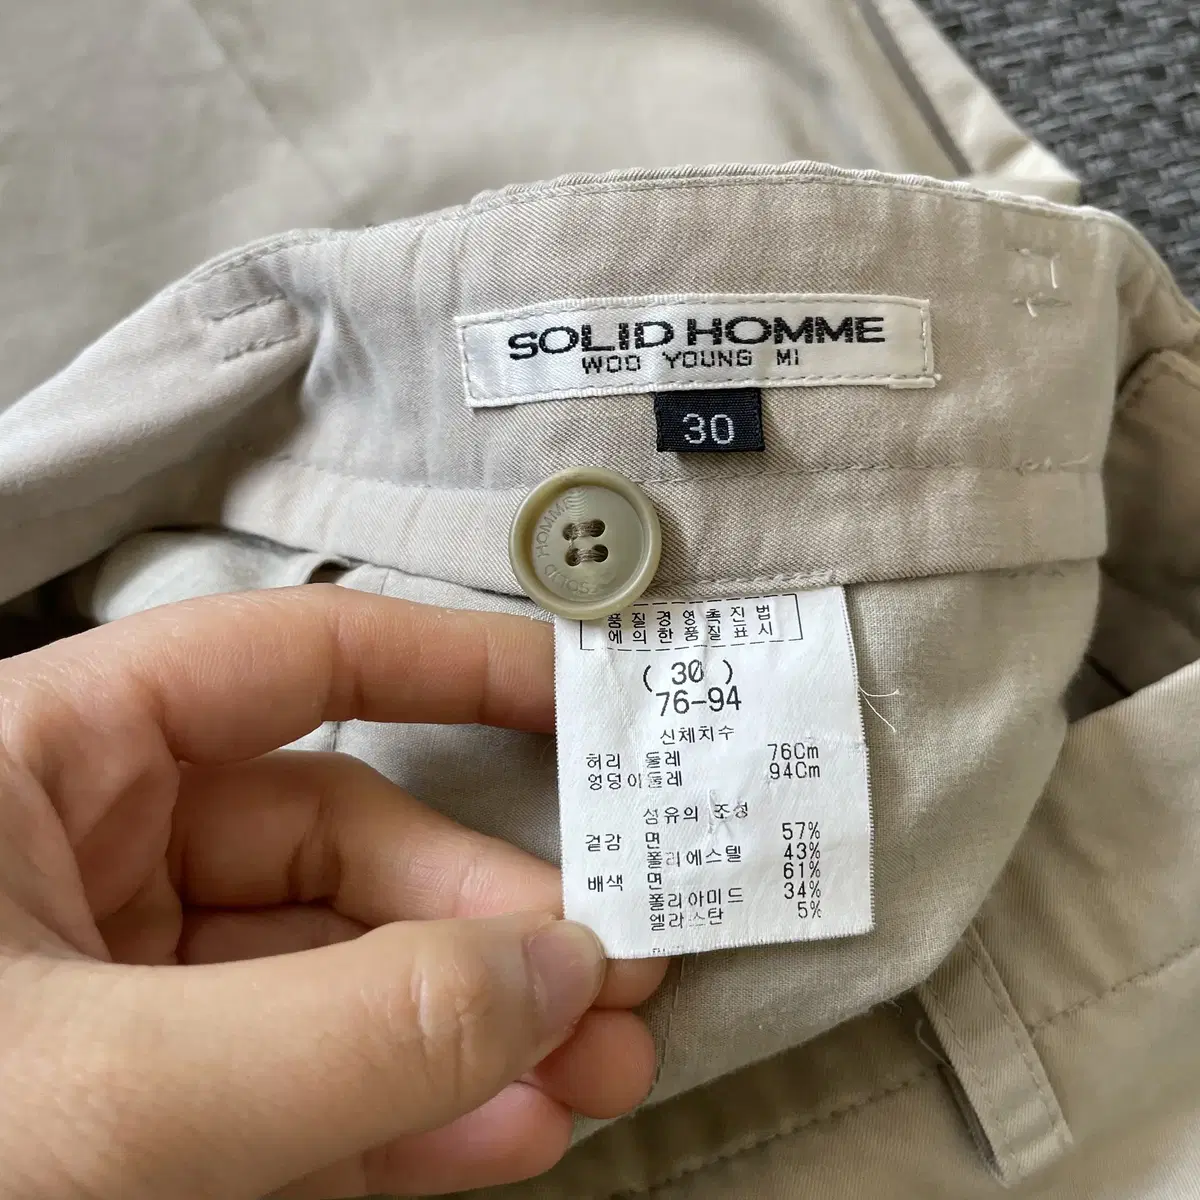 SOLID HOMME
WOO YOUNG MI
30
HOMME
SOLID
품질경영촉진법
에의한품질표시
( 30 )
76-94
신체치수
허리 둘레 76Cm
엉덩이둘레 94Cm
섬유의 조성
겉감 면 57%
폴리에스텔 43%
배색 면 61%
폴리아미드 34%
엘라스탄 5%